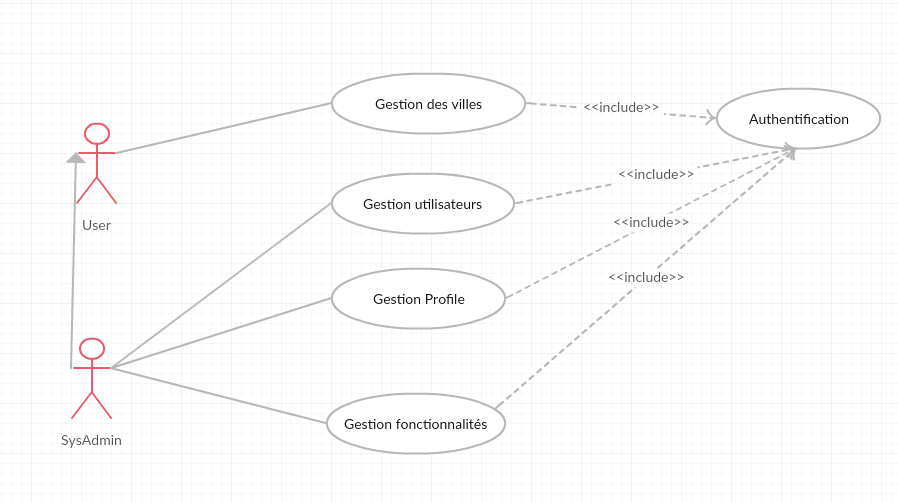 Gestion des villes
<<include>>
Authentification
User
Gestion utilisateurs
<<include>>
<<include>>
Gestion Profile
<<include>>
SysAdmin
Gestion fonctionnalités